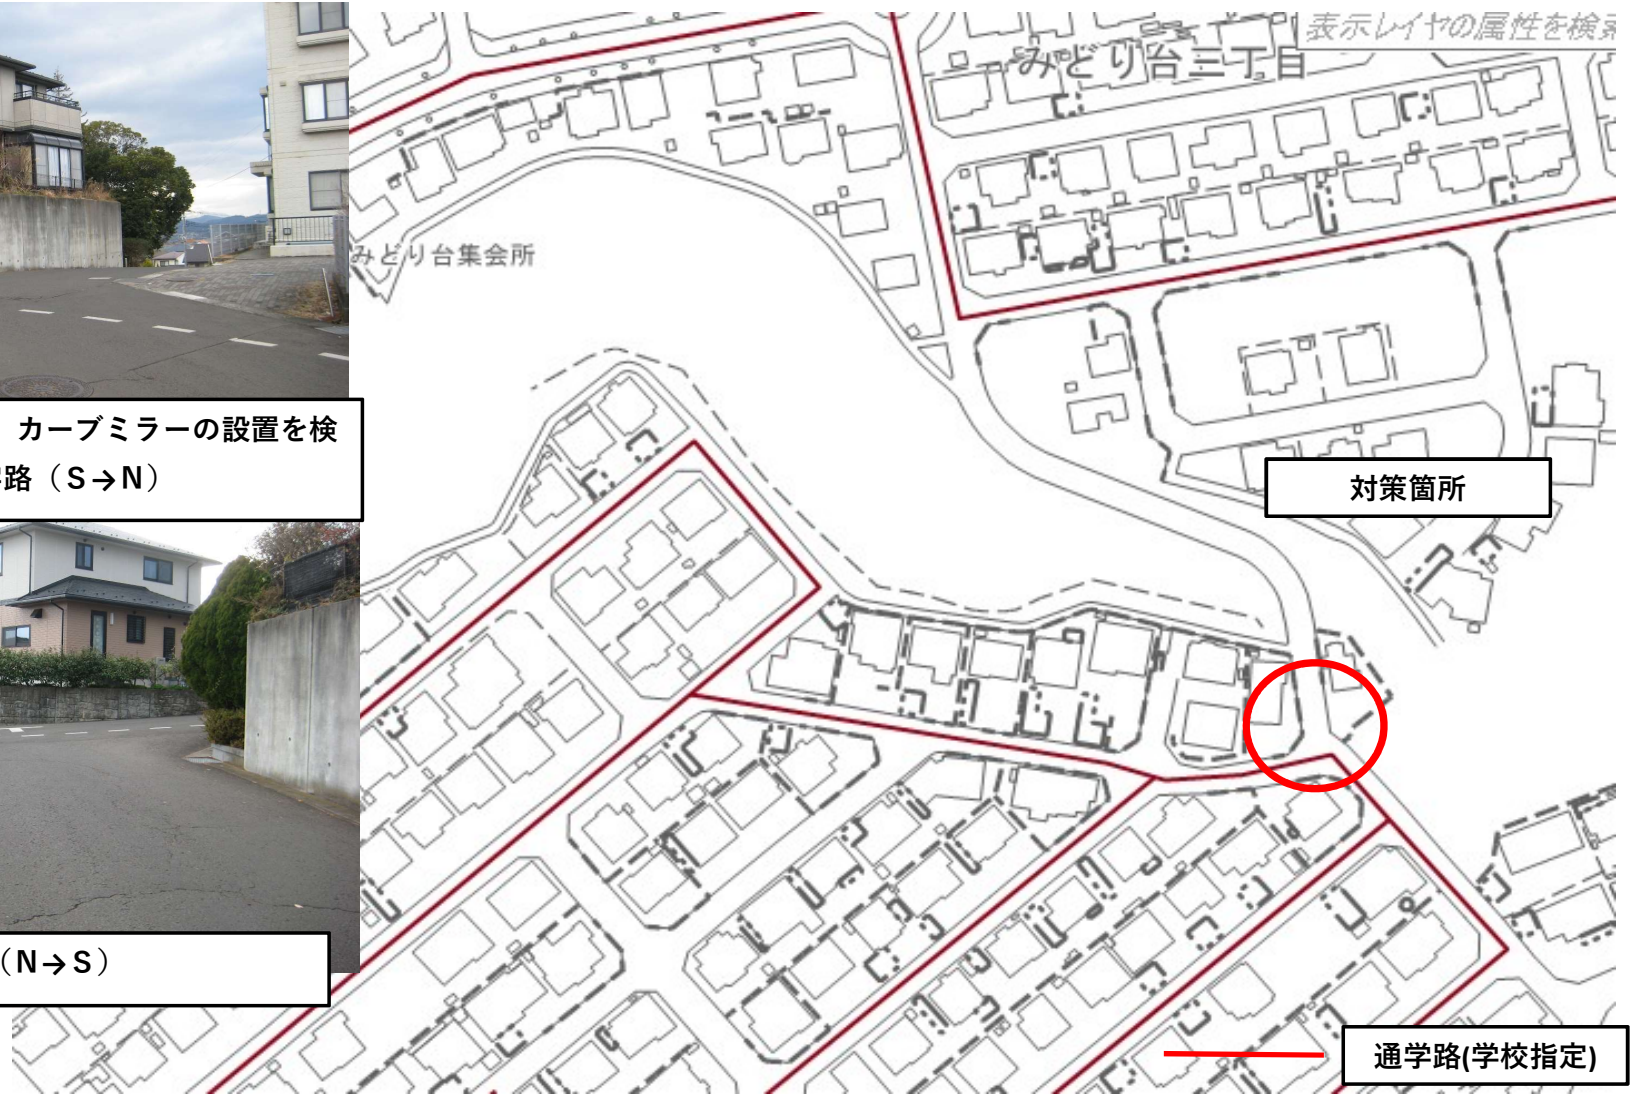 表示レイヤの属性を検索
みどり台三丁目
みどり台集会所
カーブミラーの設置を検
路（S→N）
対策箇所
（N→S）
通学路(学校指定)